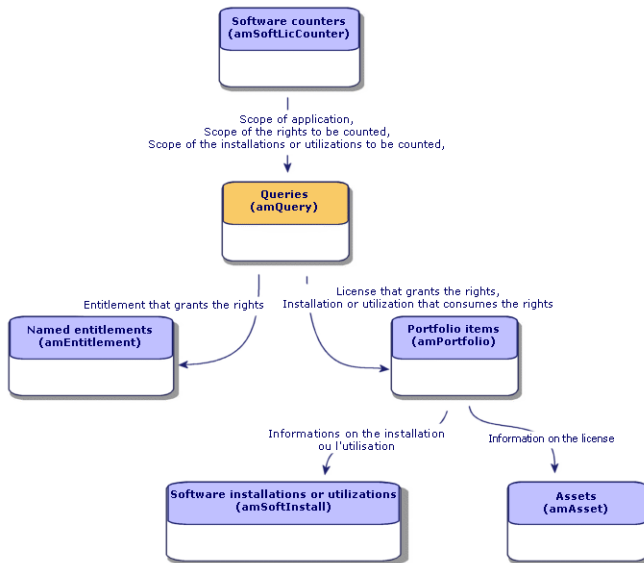 Software counters
(amSoftLicCounter)
Scope of application,
Scope of the rights to be counted,
Scope of the installations or utilizations to be counted,
Queries
(amQuery)
Entitlement that grants the rights
License that grants the rights,
Installation or utilization that consumes the rights
Named entitlements
(amEntitlement)
Portfolio items
(amPortfolio)
Informations on the installation
ou l'utilisation
Information on the license
Software installations or utilizations
(amSoftInstall)
Assets
(amAsset)